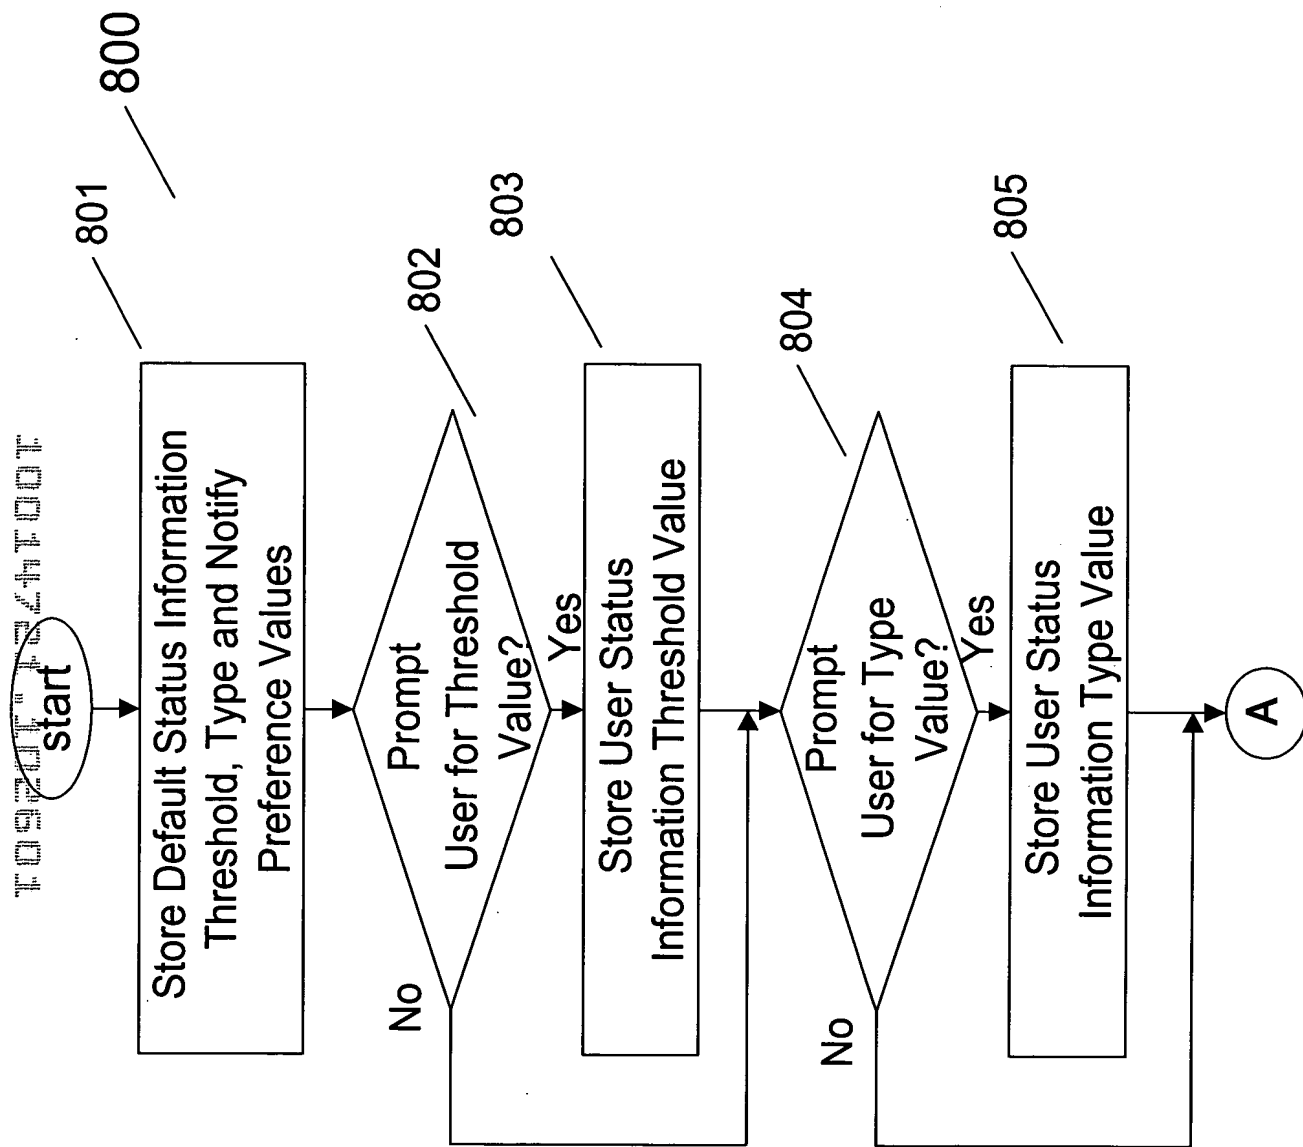 800
start
801
Store Default Status Information
Threshold, Type and Notify
Preference Values
802
Prompt
User for Threshold
Value?
No
Yes
803
Store User Status
Information Threshold Value
804
Prompt
User for Type
Value?
No
Yes
805
Store User Status
Information Type Value
A